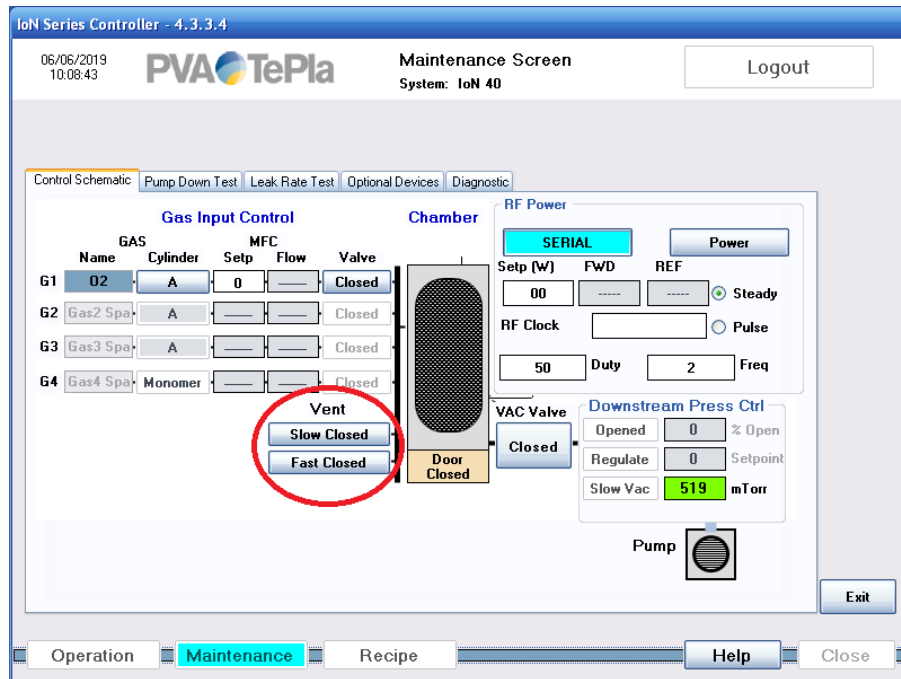 IoN Series Controller - 4.3.3.4
06/06/2019
10:08:43
PVA TePla
Maintenance Screen
System: IoN 40
Logout
Control Schematic Pump Down Test Leak Rate Test Optional Devices Diagnostic
Gas Input Control
Chamber
RF Power
GAS MFC
Name Cylinder Setp Flow Valve
SERIAL Power
Setp (W) FWD REF
G1 O2 A 0 Closed
00 ----- ----- Steady
G2 Gas2 Spa A Closed
RF Clock Pulse
G3 Gas3 Spa A Closed
50 Duty 2 Freq
G4 Gas4 Spa Monomer Closed
Vent
Slow Closed
Fast Closed
Door
Closed
VAC Valve
Closed
Downstream Press Ctrl
Opened 0 % Open
Regulate 0 Setpoint
Slow Vac 519 mTorr
Pump
Exit
Operation Maintenance Recipe Help Close